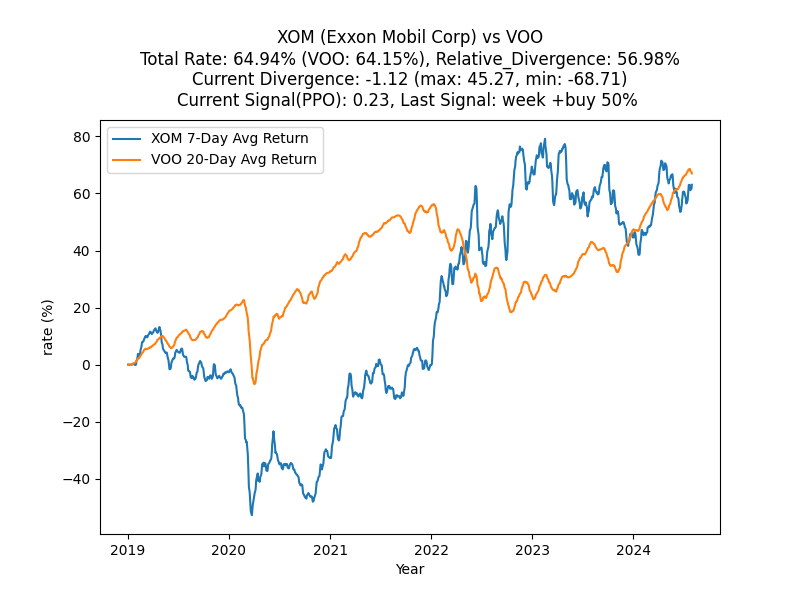 XOM (Exxon Mobil Corp) vs VOO
Total Rate: 64.94% (VOO: 64.15%), Relative_Divergence: 56.98%
Current Divergence: -1.12 (max: 45.27, min: -68.71)
Current Signal(PPO): 0.23, Last Signal: week +buy 50%
XOM 7-Day Avg Return
VOO 20-Day Avg Return
80
60
40
20
0
−20
−40
rate (%)
2019 2020 2021 2022 2023 2024
Year